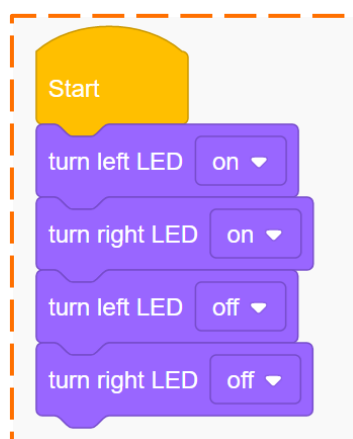 Start
turn left LED on
turn right LED on
turn left LED off
turn right LED off